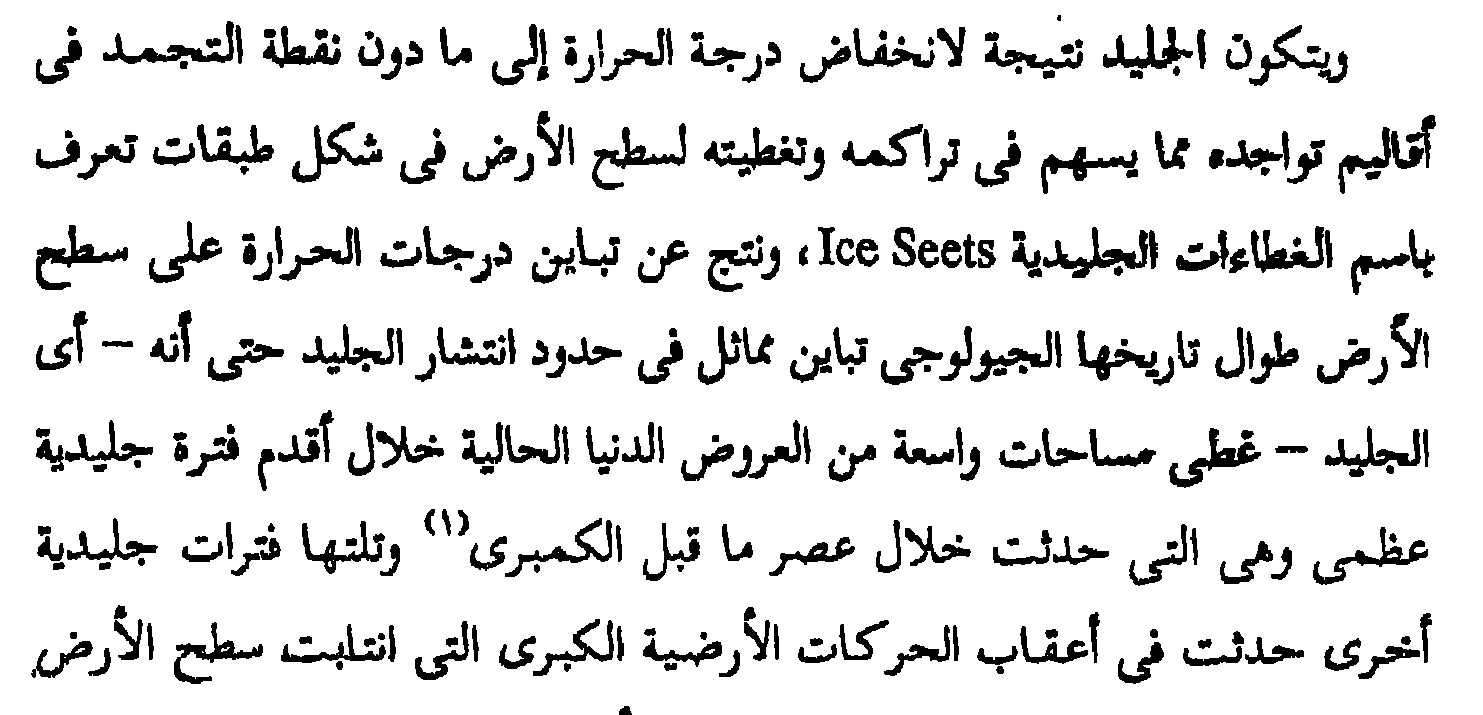 ويتكون الجليد نتيجة لانخفاض درجة الحرارة إلى ما دون نقطة التجمد فى
أقاليم تواجده مما يسهم فى تراكمه وتغطيته لسطح الأرض فى شكل طبقات تعرف
باسم الغطاءات الجليدية Ice Seets، ونتج عن تباين درجات الحرارة على سطح
الأرض طوال تاريخها الجيولوجى تباين مماثل فى حدود انتشار الجليد حتى أنه – أى
الجليد – غطى مساحات واسعة من العروض الدنيا الحالية خلال أقدم فترة جليدية
عظمى وهى التى حدثت خلال عصر ما قبل الكمبرى(١) وتلتها فترات جليدية
أخرى حدثت فى أعقاب الحركات الأرضية الكبرى التى انتابت سطح الأرض